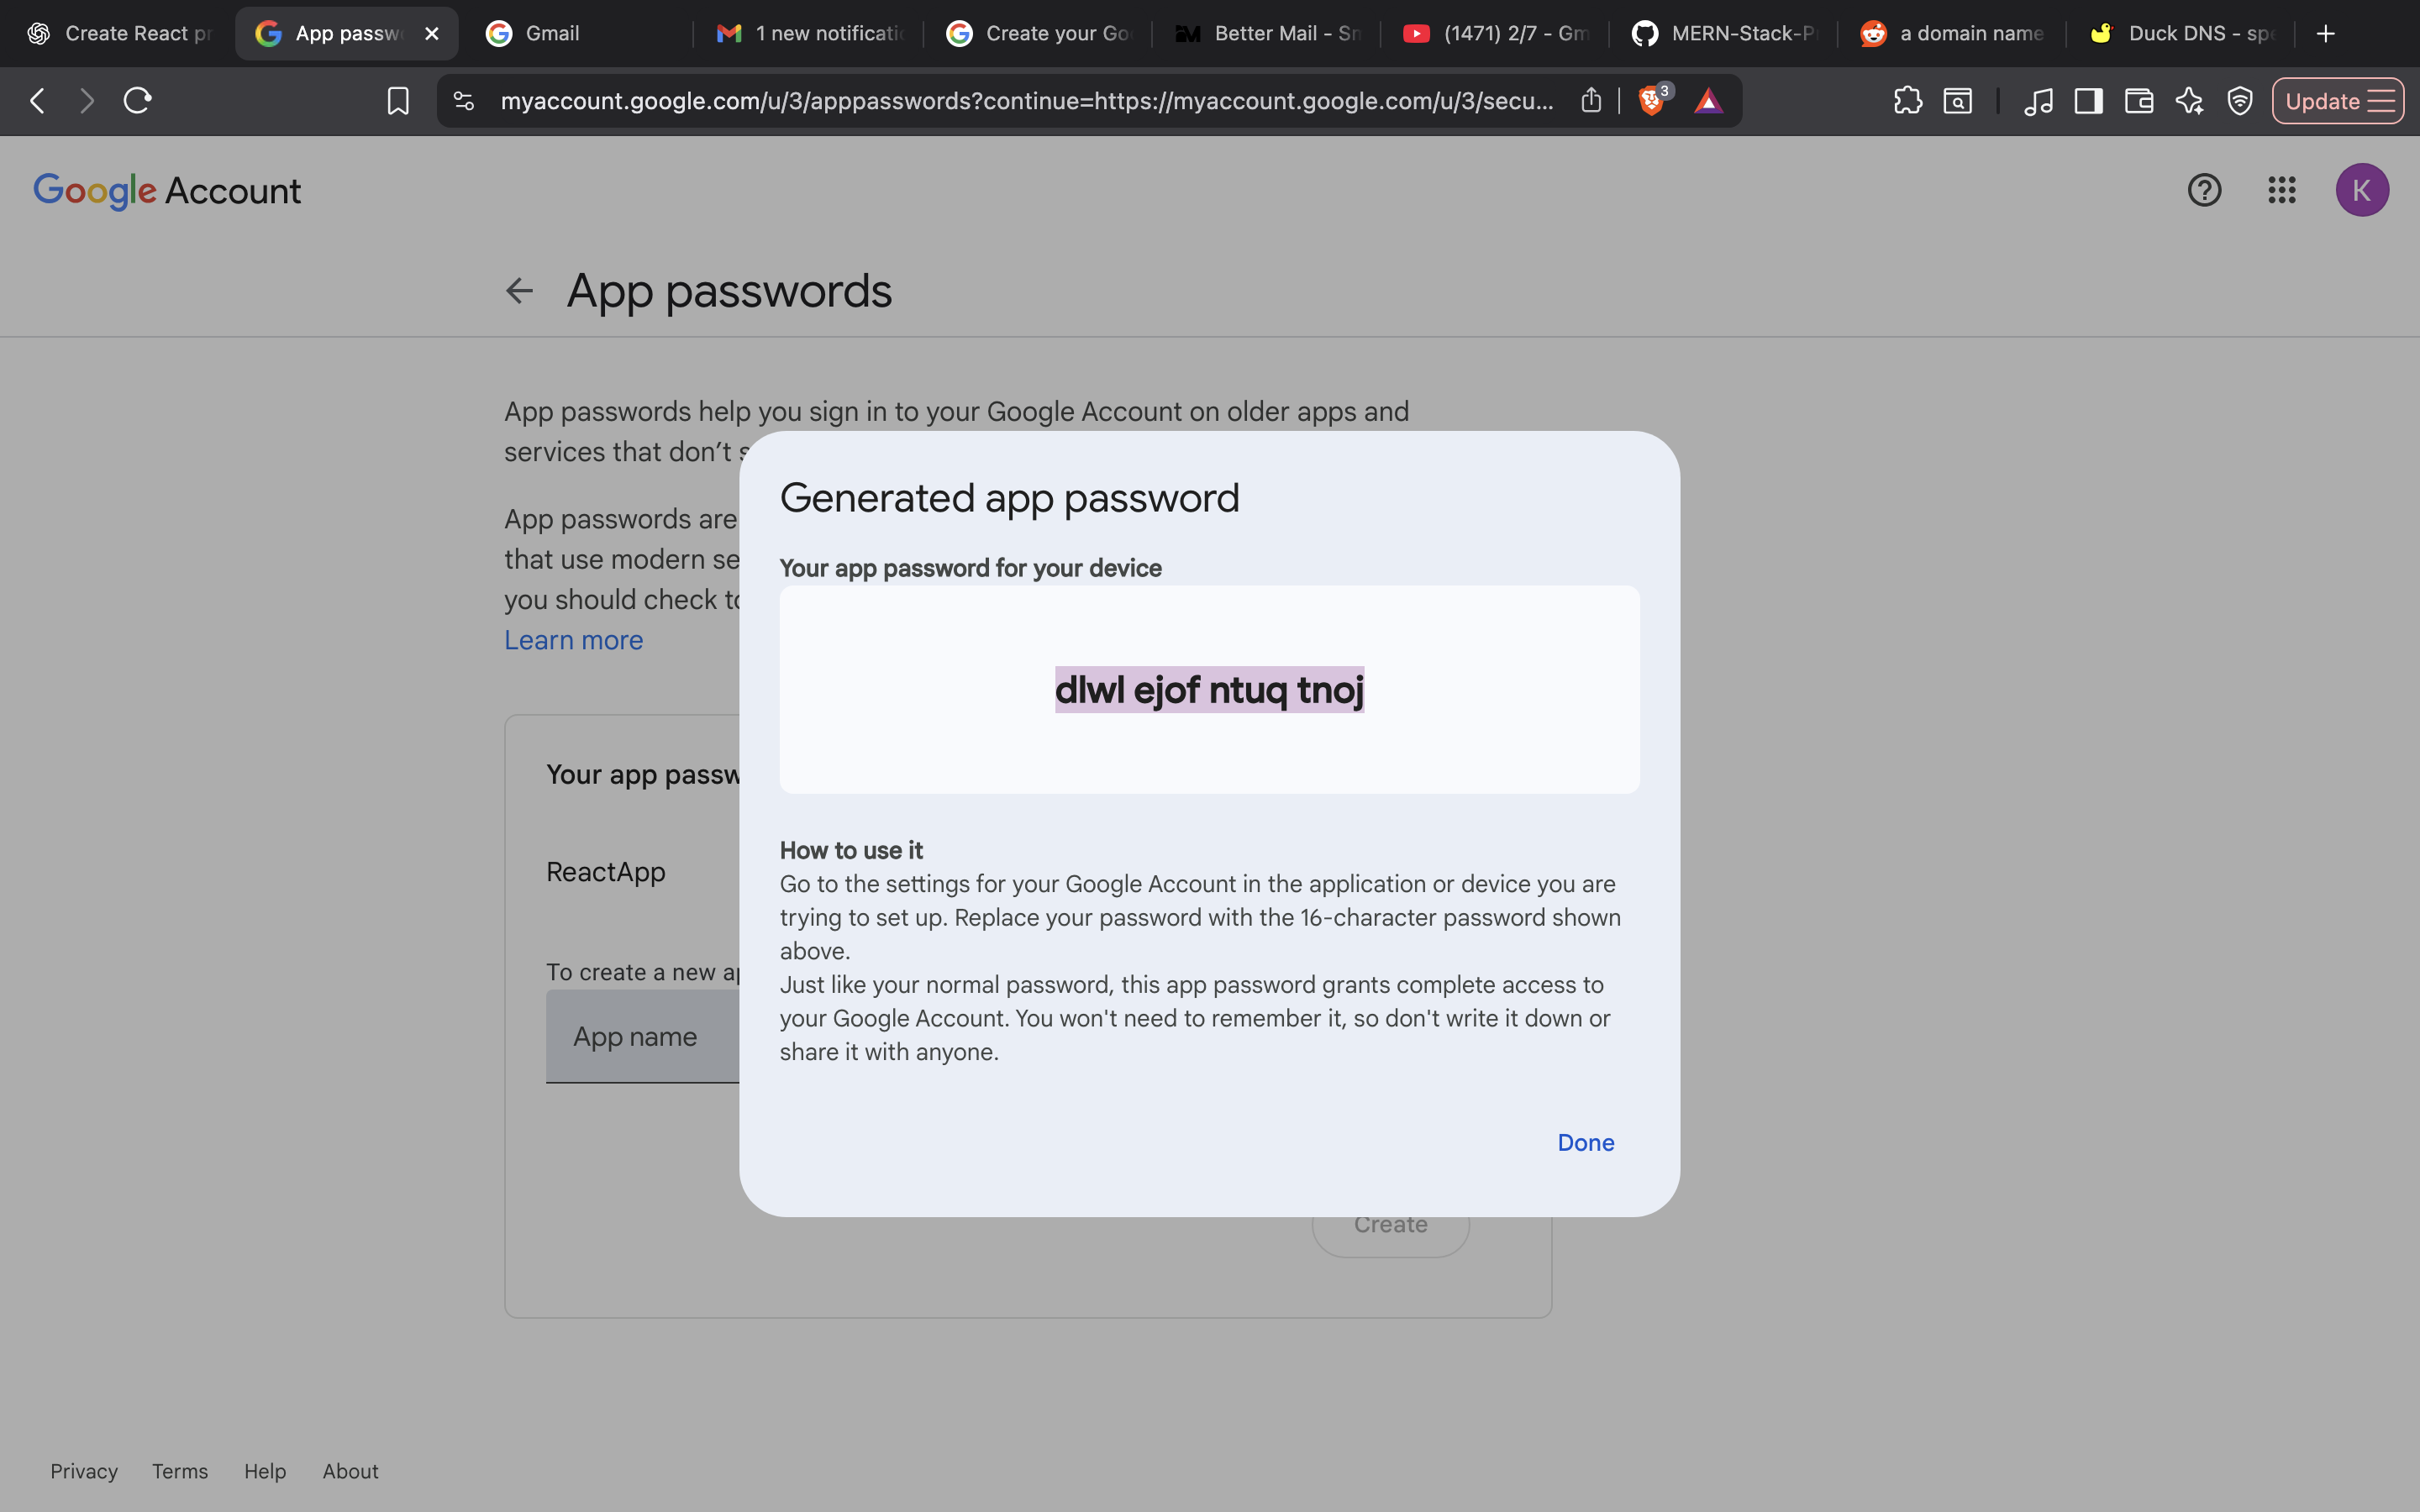 Create React pr
App passw
Gmail
1 new notificati
Create your Go
Better Mail - Sm
(1471) 2/7 - Gm
MERN-Stack-P
a domain name
Duck DNS - spe
myaccount.google.com/u/3/apppasswords?continue=https://myaccount.google.com/u/3/secu...
3
Update
Google Account
K
App passwords
App passwords help you sign in to your Google Account on older apps and
services that don’t s
App passwords are
that use modern se
you should check to
Learn more
Generated app password
Your app password for your device
dlwl ejof ntuq tnoj
Your app passw
ReactApp
To create a new ap
App name
How to use it
Go to the settings for your Google Account in the application or device you are
trying to set up. Replace your password with the 16-character password shown
above.
Just like your normal password, this app password grants complete access to
your Google Account. You won't need to remember it, so don't write it down or
share it with anyone.
Done
Create
Privacy
Terms
Help
About